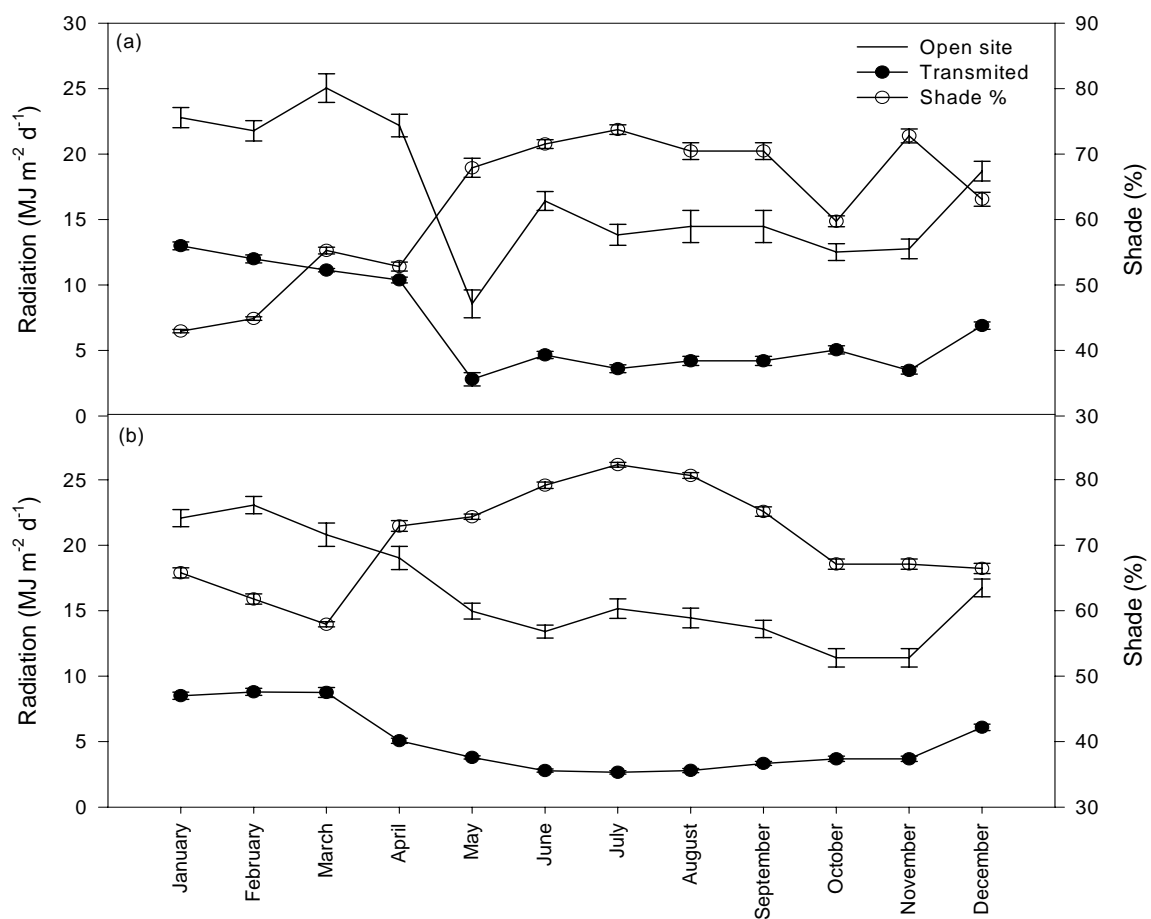 30
25
20
15
10
5
0
Radiation (MJ m-2 d-1)
(a)
Open site
Transmited
Shade %
90
80
70
60
50
40
30
Shade (%)
25
20
15
10
5
0
Radiation (MJ m-2 d-1)
(b)
80
70
60
50
40
30
Shade (%)
January
February
March
April
May
June
July
August
September
October
November
December